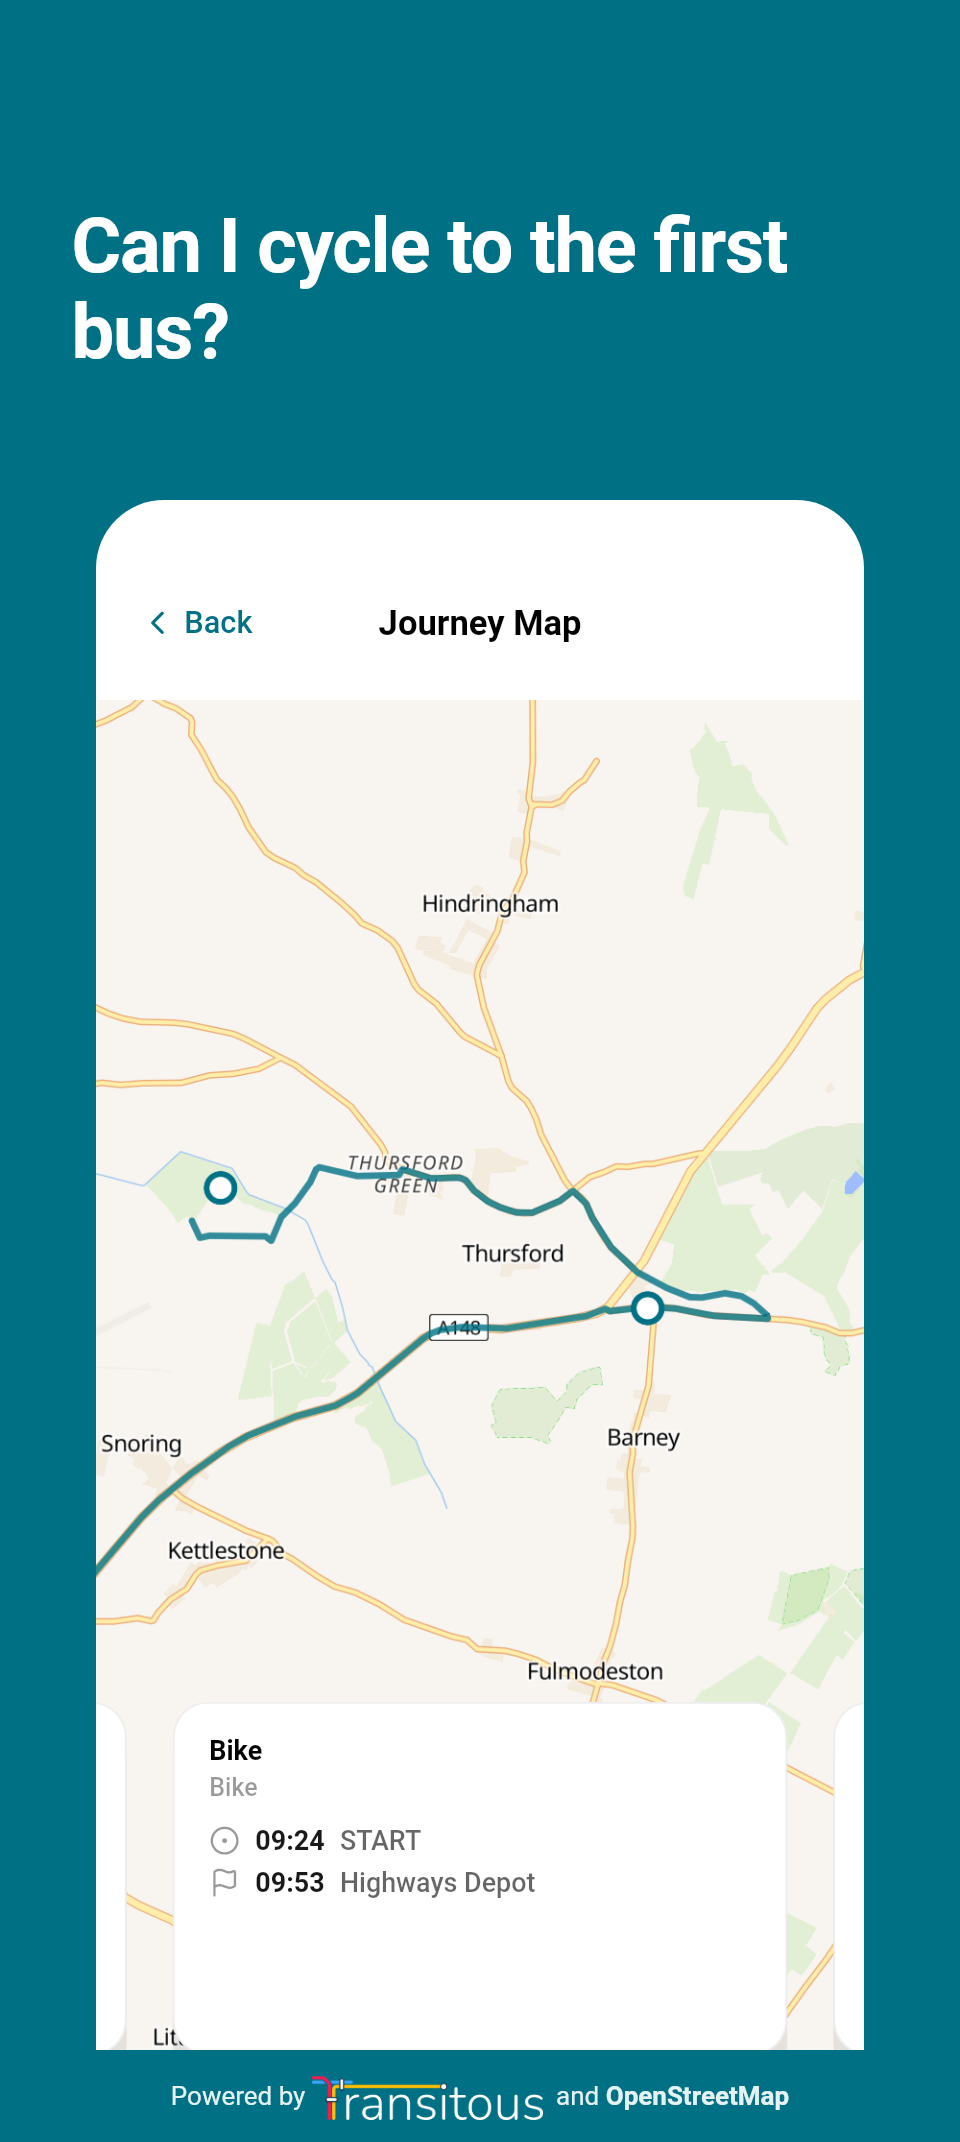 Can I cycle to the first
bus?
Back
Journey Map
Hindringham
THURSFORD
GREEN
Thursford
A148
Snoring
Barney
Kettlestone
Fulmodeston
Bike
Bike
09:24 START
09:53 Highways Depot
Powered by Transitous and OpenStreetMap